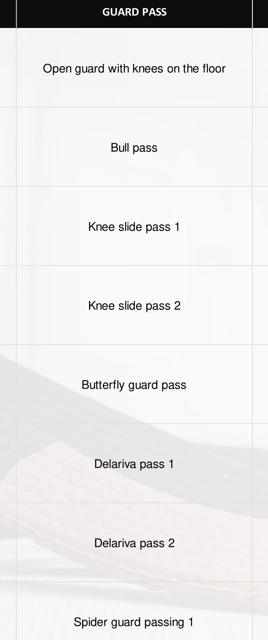 GUARD PASS
Open guard with knees on the floor
Bull pass
Knee slide pass 1
Knee slide pass 2
Butterfly guard pass
Delariva pass 1
Delariva pass 2
Spider guard passing 1